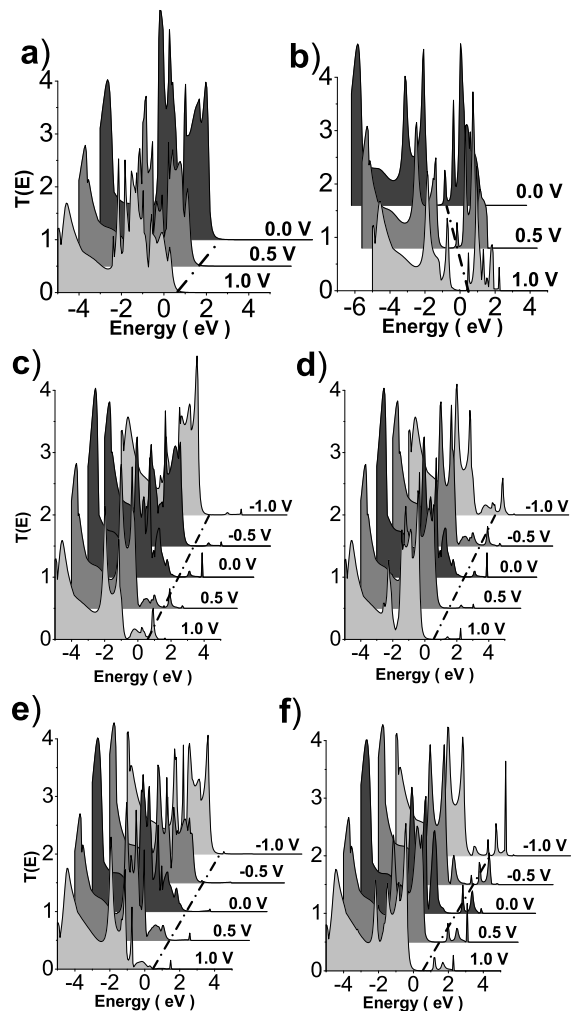 a)
4
3
2
1
0
T(E)
0.0 V
0.5 V
1.0 V
-4 -2 0 2 4
Energy ( eV )
b)
4
3
2
1
0
0.0 V
0.5 V
1.0 V
-6 -4 -2 0 2 4
Energy ( eV )
c)
4
3
2
1
0
T(E)
-1.0 V
-0.5 V
0.0 V
0.5 V
1.0 V
-4 -2 0 2 4
Energy ( eV )
d)
4
3
2
1
0
-1.0 V
-0.5 V
0.0 V
0.5 V
1.0 V
-4 -2 0 2 4
Energy ( eV )
e)
4
3
2
1
0
T(E)
-1.0 V
-0.5 V
0.0 V
0.5 V
1.0 V
-4 -2 0 2 4
Energy ( eV )
f)
4
3
2
1
0
-1.0 V
-0.5 V
0.0 V
0.5 V
1.0 V
-4 -2 0 2 4
Energy ( eV )